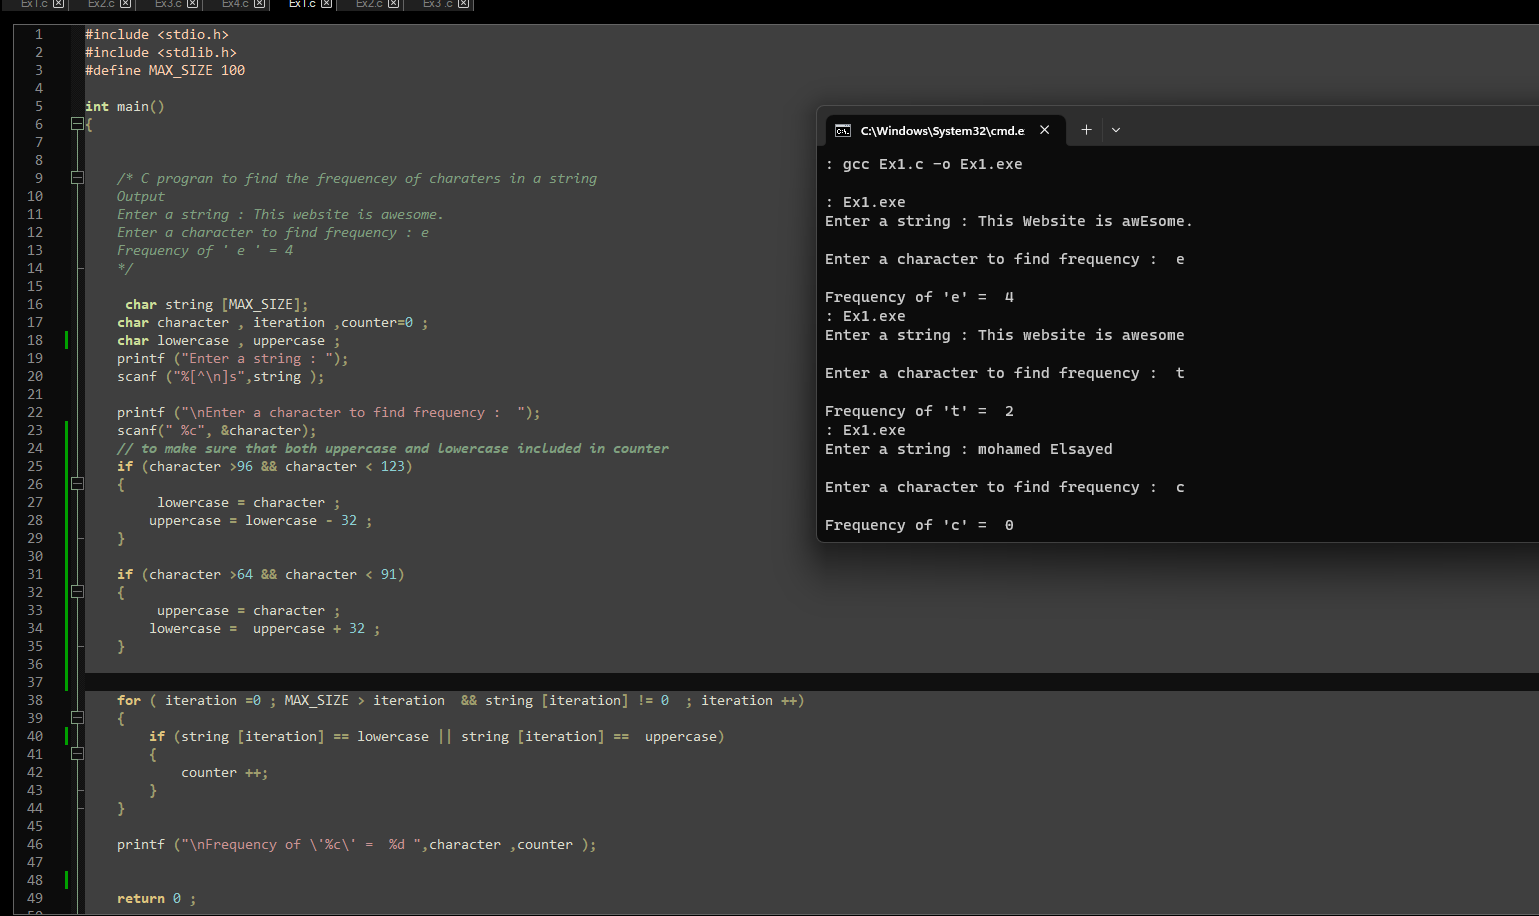 Ex1.c Ex2.c Ex3.c Ex4.c Ex1.c Ex2.c Ex3 .c
1 #include <stdio.h>
2 #include <stdlib.h>
3 #define MAX_SIZE 100
4
5 int main()
6 {
7
8
9 /* C progran to find the frequencey of charaters in a string
10 Output
11 Enter a string : This website is awesome.
12 Enter a character to find frequency : e
13 Frequency of ' e ' = 4
14 */
15
16 char string [MAX_SIZE];
17 char character , iteration ,counter=0 ;
18 char lowercase , uppercase ;
19 printf ("Enter a string : ");
20 scanf ("%[^\n]s",string );
21
22 printf ("\nEnter a character to find frequency :  ");
23 scanf(" %c", &character);
24 // to make sure that both uppercase and lowercase included in counter
25 if (character >96 && character < 123)
26 {
27 lowercase = character ;
28 uppercase = lowercase - 32 ;
29 }
30
31 if (character >64 && character < 91)
32 {
33 uppercase = character ;
34 lowercase =  uppercase + 32 ;
35 }
36
37
38 for ( iteration =0 ; MAX_SIZE > iteration  && string [iteration] != 0  ; iteration ++)
39 {
40 if (string [iteration] == lowercase || string [iteration] ==  uppercase)
41 {
42 counter ++;
43 }
44 }
45
46 printf ("\nFrequency of \'%c\' =  %d ",character ,counter );
47
48
49 return 0 ;
C:\Windows\System32\cmd.e
: gcc Ex1.c -o Ex1.exe
: Ex1.exe
Enter a string : This Website is awEsome.
Enter a character to find frequency :  e
Frequency of 'e' =  4
: Ex1.exe
Enter a string : This website is awesome
Enter a character to find frequency :  t
Frequency of 't' =  2
: Ex1.exe
Enter a string : mohamed Elsayed
Enter a character to find frequency :  c
Frequency of 'c' =  0